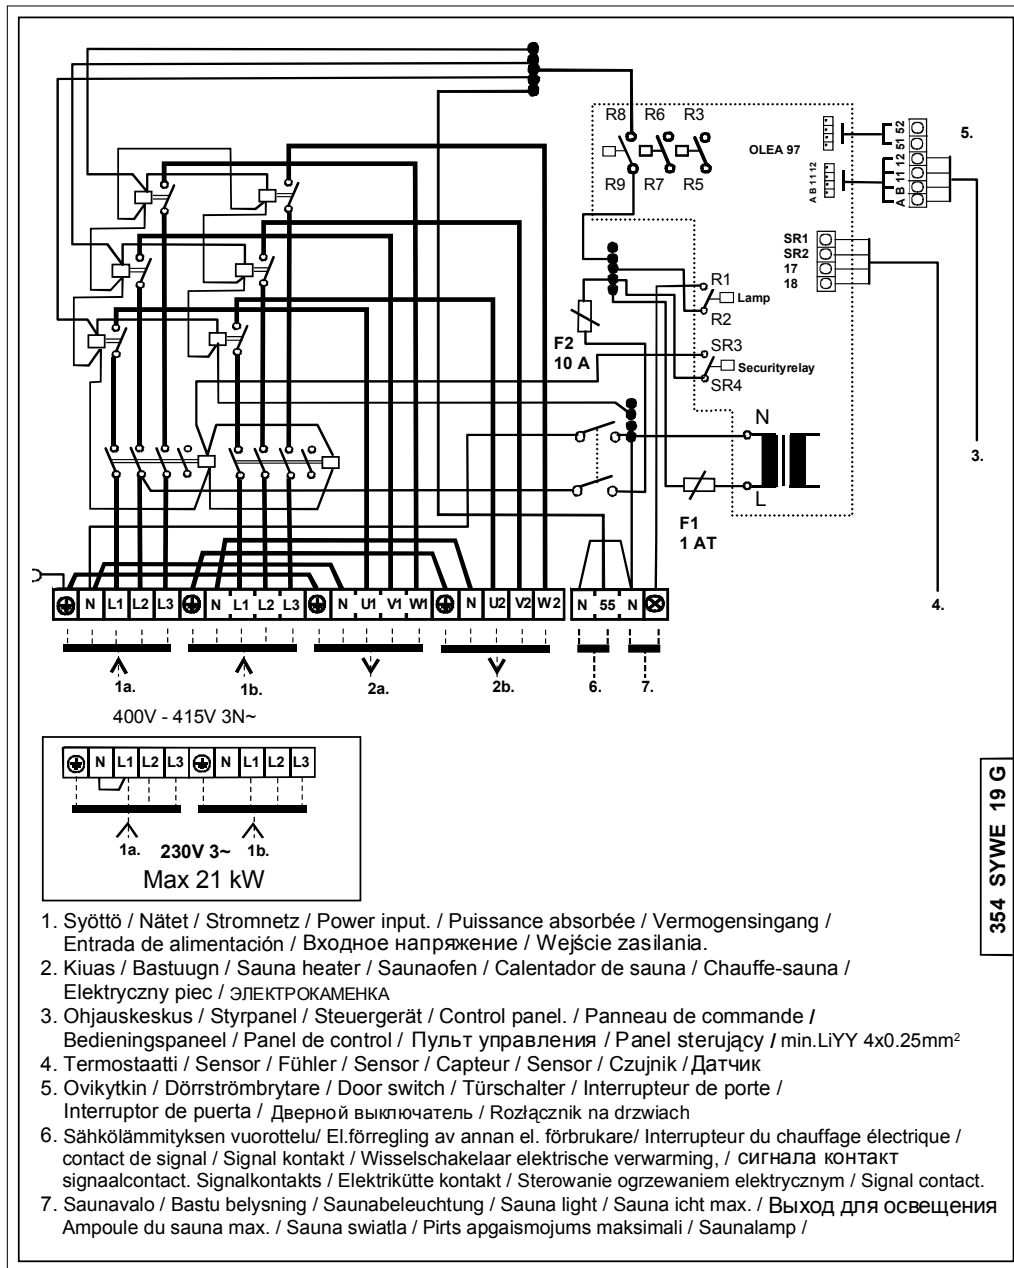 R8 R6 R3
OLEA 97
R9 R7 R5
A B 11 12
A B 11 12 51 52
5.
SR1
SR2
17
18
R1
Lamp
R2
F2
10 A
SR3
Securityrelay
SR4
N
L
3.
F1
1 AT
4.
N L1 L2 L3 N L1 L2 L3 N U1 V1 W1 N U2 V2 W2 N 55 N
1a. 1b. 2a. 2b. 6. 7.
400V - 415V 3N~
N L1 L2 L3 N L1 L2 L3
1a. 230V 3~ 1b.
Max 21 kW
354 SYWE 19 G
1. Syöttö / Nätet / Stromnetz / Power input. / Puissance absorbée / Vermogensingang /
Entrada de alimentación / Входное напряжение / Wejście zasilania.
2. Kiuas / Bastuugn / Sauna heater / Saunaofen / Calentador de sauna / Chauffe-sauna /
Elektryczny piec / ЭЛЕКТРОКАМЕНКА
3. Ohjauskeskus / Styrpanel / Steuergerät / Control panel. / Panneau de commande /
Bedieningspaneel / Panel de control / Пульт управления / Panel sterujący / min.LiYY 4x0.25mm²
4. Termostaatti / Sensor / Fühler / Sensor / Capteur / Sensor / Czujnik / Датчик
5. Ovikytkin / Dörrströmbrytare / Door switch / Türschalter / Interrupteur de porte /
Interruptor de puerta / Дверной выключатель / Rozłącznik na drzwiach
6. Sähkölämmityksen vuorottelu/ El.förregling av annan el. förbrukare/ Interrupteur du chauffage électrique /
contact de signal / Signal kontakt / Wisselschakelaar elektrische verwarming, / сигнала контакт
signaalcontact. Signalkontakts / Elektrikütte kontakt / Sterowanie ogrzewaniem elektrycznym / Signal contact.
7. Saunavalo / Bastu belysning / Saunabeleuchtung / Sauna light / Sauna icht max. / Выход для освещения
Ampoule du sauna max. / Sauna swiatla / Pirts apgaismojums maksimali / Saunalamp /